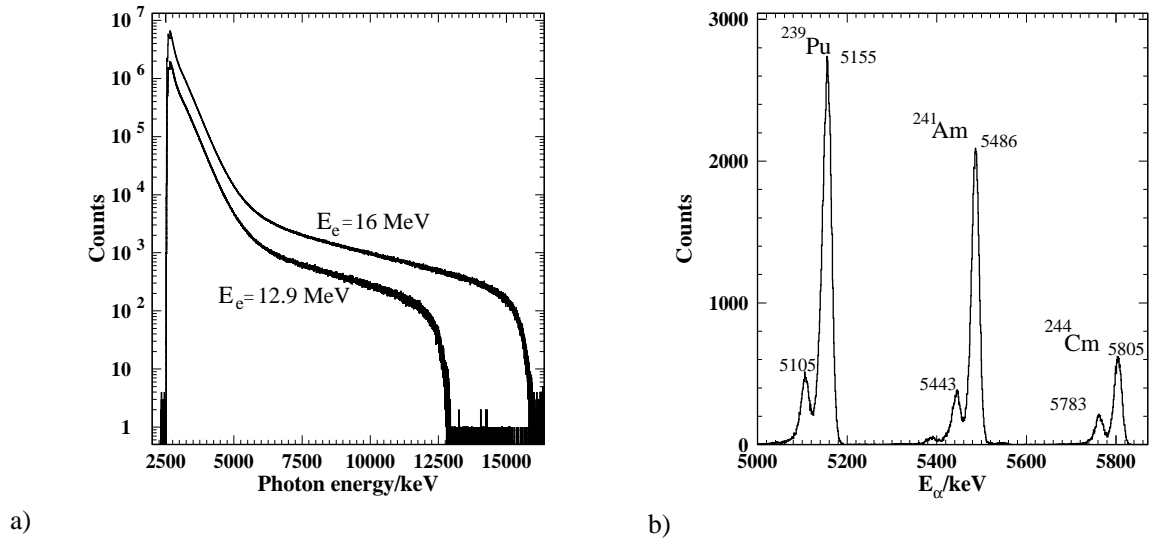 10^7
10^6
10^5
10^4
10^3
10^2
10
1
Counts
E_e=16 MeV
E_e=12.9 MeV
2500 5000 7500 10000 12500 15000
Photon energy/keV
a)
3000
2000
1000
0
Counts
^239Pu
5155
^241Am
5486
^244Cm
5805
5105
5443
5783
5000 5200 5400 5600 5800
E_α/keV
b)